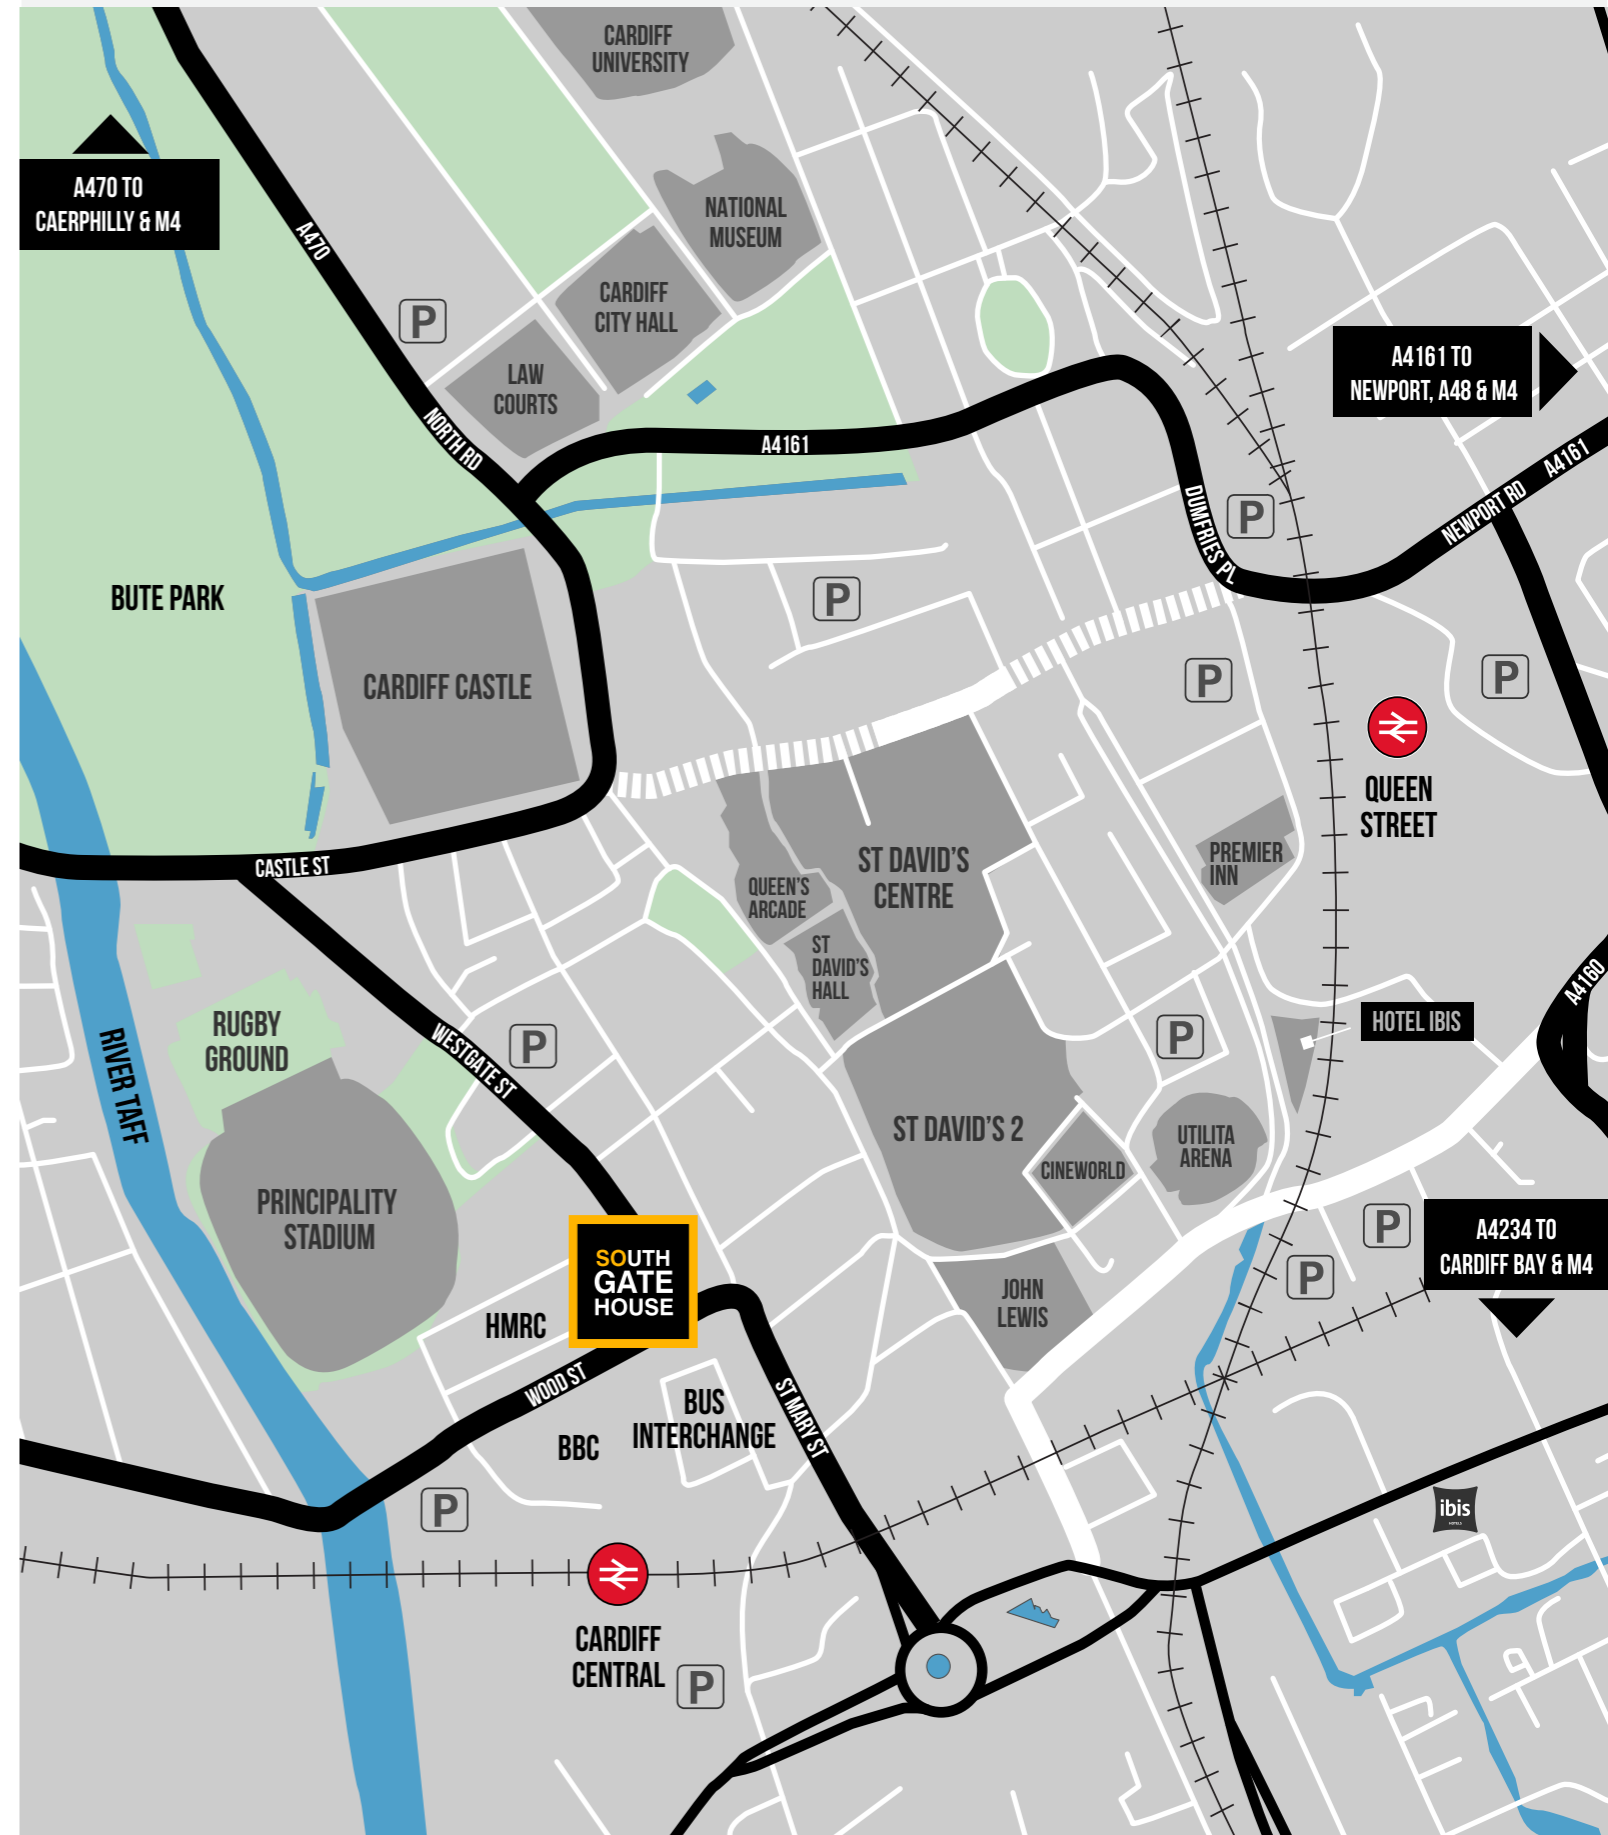 CARDIFF
UNIVERSITY
A470 TO
CAERPHILLY & M4
A470
NATIONAL
MUSEUM
P
CARDIFF
CITY HALL
LAW
COURTS
A4161 TO
NEWPORT, A48 & M4
NORTH RD
A4161
A4161
NEWPORT RD
DUMFRIES PL
P
BUTE PARK
P
CARDIFF CASTLE
P
P
QUEEN
STREET
CASTLE ST
ST DAVID'S
CENTRE
QUEEN'S
ARCADE
PREMIER
INN
ST
DAVID'S
HALL
A4160
RUGBY
GROUND
RIVER TAFF
WESTGATE ST
P
P
HOTEL IBIS
ST DAVID'S 2
CINEWORLD
UTILITA
ARENA
PRINCIPALITY
STADIUM
P
A4234 TO
CARDIFF BAY & M4
P
SOUTH
GATE
HOUSE
JOHN
LEWIS
HMRC
WOOD ST
BUS
INTERCHANGE
ST MARY ST
BBC
P
ibis
HOTELS
CARDIFF
CENTRAL
P